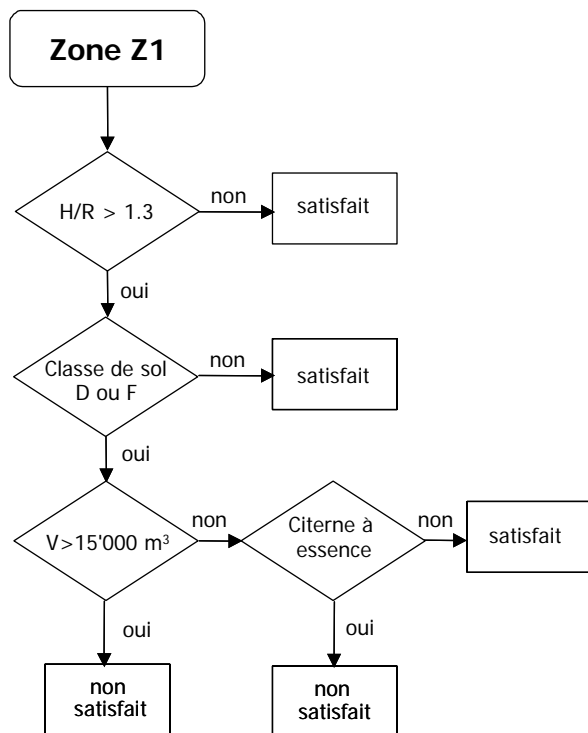 Zone Z1
H/R > 1.3
non
satisfait
oui
Classe de sol
D ou F
non
satisfait
oui
V>15'000 m³
non
Citerne à
essence
non
satisfait
oui
oui
non
satisfait
non
satisfait